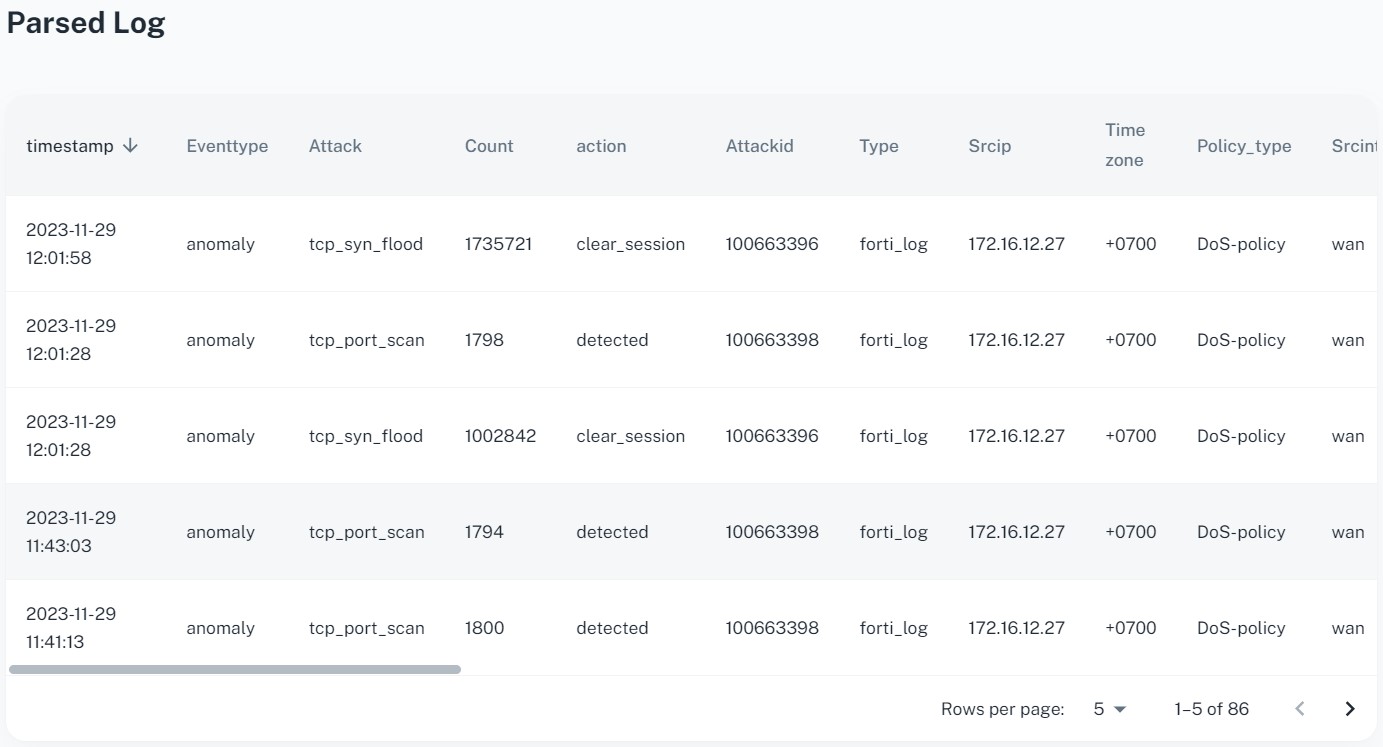 Parsed Log
timestamp Eventtype Attack Count action Attackid Type Srcip Time zone Policy_type Srcint
2023-11-29 12:01:58 anomaly tcp_syn_flood 1735721 clear_session 100663396 forti_log 172.16.12.27 +0700 DoS-policy wan
2023-11-29 12:01:28 anomaly tcp_port_scan 1798 detected 100663398 forti_log 172.16.12.27 +0700 DoS-policy wan
2023-11-29 12:01:28 anomaly tcp_syn_flood 1002842 clear_session 100663396 forti_log 172.16.12.27 +0700 DoS-policy wan
2023-11-29 11:43:03 anomaly tcp_port_scan 1794 detected 100663398 forti_log 172.16.12.27 +0700 DoS-policy wan
2023-11-29 11:41:13 anomaly tcp_port_scan 1800 detected 100663398 forti_log 172.16.12.27 +0700 DoS-policy wan
Rows per page: 5 1–5 of 86